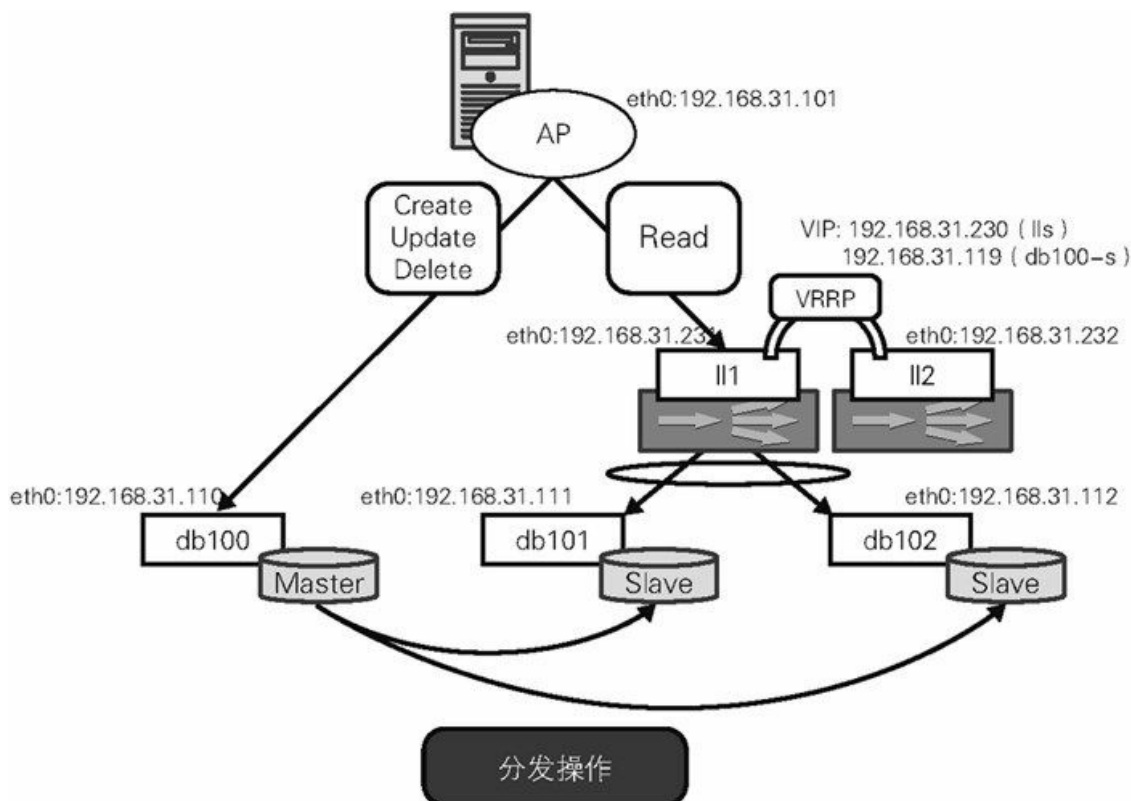 eth0:192.168.31.101
AP
Create
Update
Delete
Read
VIP: 192.168.31.230 ( lls )
192.168.31.119 ( db100-s )
VRRP
eth0:192.168.31.231
eth0:192.168.31.232
ll1
ll2
eth0:192.168.31.110
eth0:192.168.31.111
eth0:192.168.31.112
db100
db101
db102
Master
Slave
Slave
分发操作